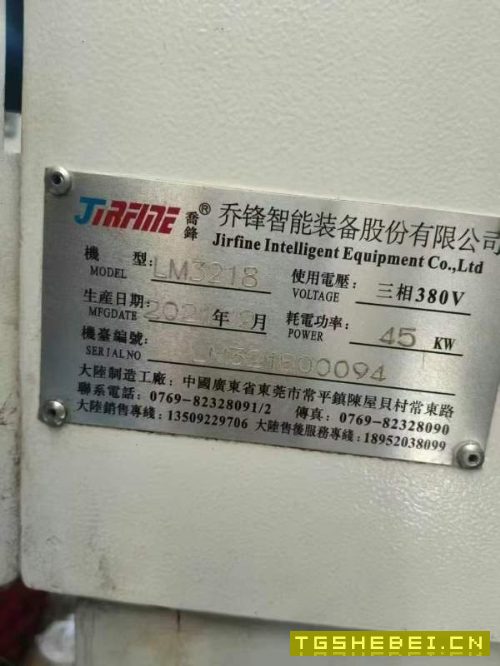 JIRFINE 喬鋒 ® 乔锋智能装备股份有限公司
Jirfine Intelligent Equipment Co.,Ltd
機 型: LM3218 使用電壓: 三相380V
MODEL VOLTAGE
生産日期: 年 月 耗電功率: 45 KW
MFGDATE POWER
機臺編號:
SERIALNO
大陸制造工廠: 中國廣東省東莞市常平鎮陳屋貝村常東路
聯系電話: 0769-82328091/2 傳真: 0769-82328090
大陸銷售專綫: 13509229706 大陸售後服務專綫: 18952038099
TGSHEBEI.CN